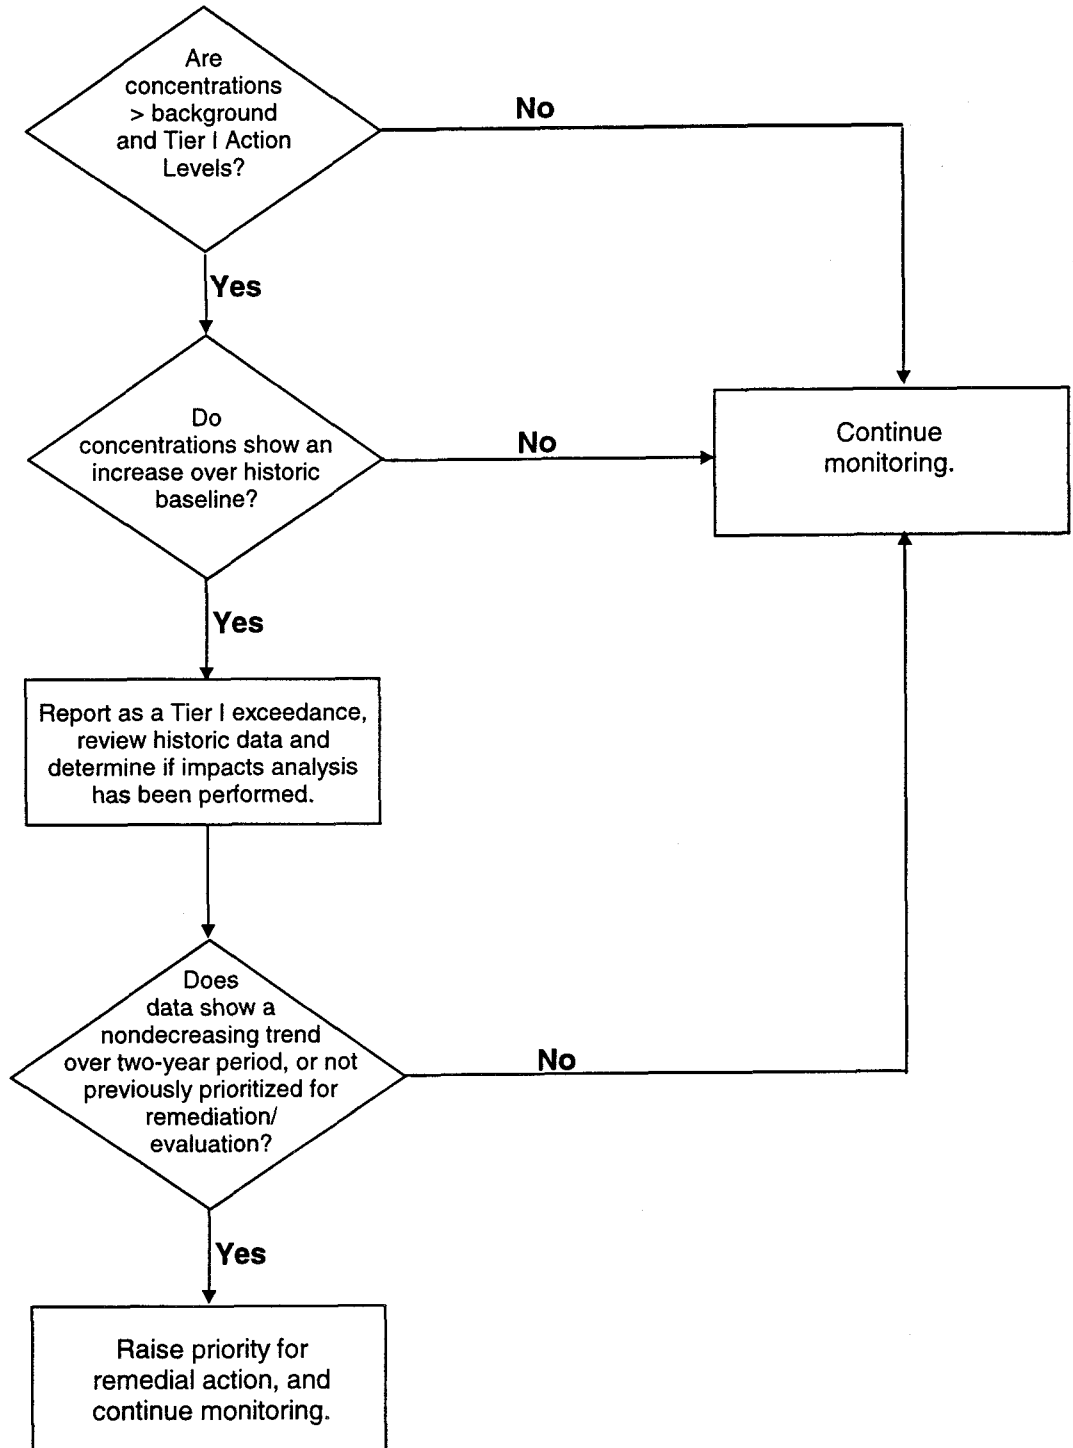 Are
concentrations
> background
and Tier I Action
Levels?
No
Yes
Do
concentrations show an
increase over historic
baseline?
No
Continue
monitoring.
Yes
Report as a Tier I exceedance,
review historic data and
determine if impacts analysis
has been performed.
Does
data show a
nondecreasing trend
over two-year period, or not
previously prioritized for
remediation/
evaluation?
No
Yes
Raise priority for
remedial action, and
continue monitoring.